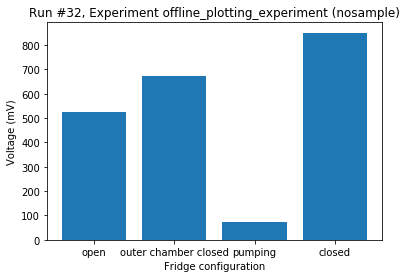 Run #32, Experiment offline_plotting_experiment (nosample)
Voltage (mV)
800
700
600
500
400
300
200
100
0
open outer chamber closed pumping closed
Fridge configuration